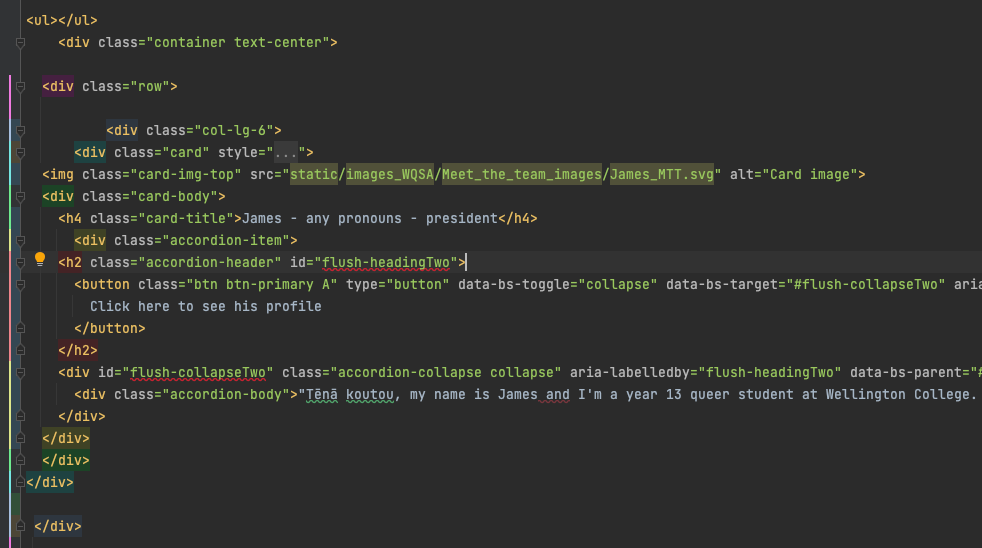 <ul></ul>
<div class="container text-center">
<div class="row">
<div class="col-lg-6">
<div class="card" style="...">
<img class="card-img-top" src="static/images_WQSA/Meet_the_team_images/James_MTT.svg" alt="Card image">
<div class="card-body">
<h4 class="card-title">James - any pronouns - president</h4>
<div class="accordion-item">
<h2 class="accordion-header" id="flush-headingTwo">
<button class="btn btn-primary A" type="button" data-bs-toggle="collapse" data-bs-target="#flush-collapseTwo" aria
Click here to see his profile
</button>
</h2>
<div id="flush-collapseTwo" class="accordion-collapse collapse" aria-labelledby="flush-headingTwo" data-bs-parent="#
<div class="accordion-body">"Tēnā koutou, my name is James and I'm a year 13 queer student at Wellington College.
</div>
</div>
</div>
</div>
</div>